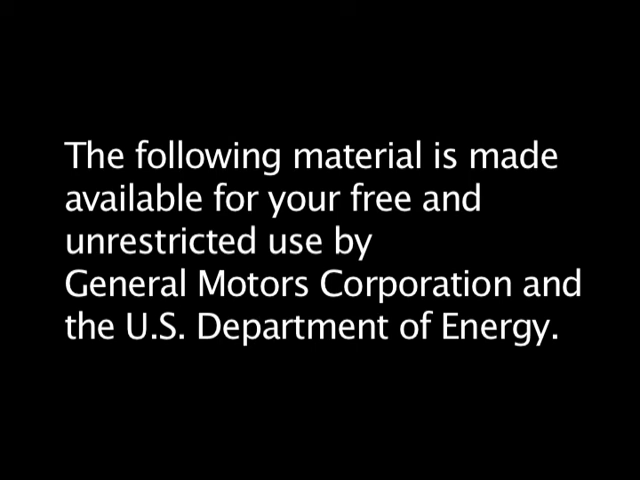 The following material is made
available for your free and
unrestricted use by
General Motors Corporation and
the U.S. Department of Energy.